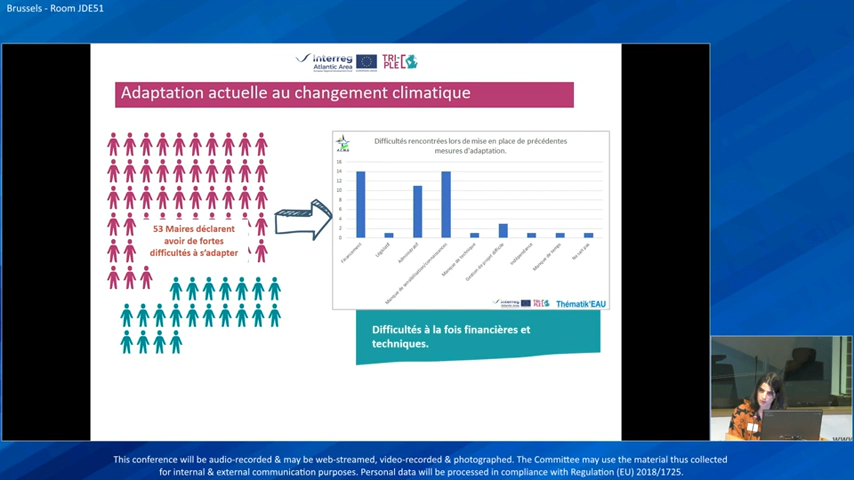 Brussels - Room JDE51
Interreg
Atlantic Area
TRI-
PLE
Adaptation actuelle au changement climatique
53 Maires déclarent
avoir de fortes
difficultés à s'adapter
Difficultés rencontrées lors de mise en place de précédentes
mesures d'adaptation.
16
14
12
10
8
6
4
2
0
Financement
Législatif
Administratif
Manque de sensibilisation/connaissances
Manque de technique
Gestion de projet difficile
Indépendance
Manque de temps
Ne sait pas
Interreg
Thématik'EAU
Difficultés à la fois financières et
techniques.
This conference will be audio-recorded & may be web-streamed, video-recorded & photographed. The Committee may use the material thus collected
for internal & external communication purposes. Personal data will be processed in compliance with Regulation (EU) 2018/1725.